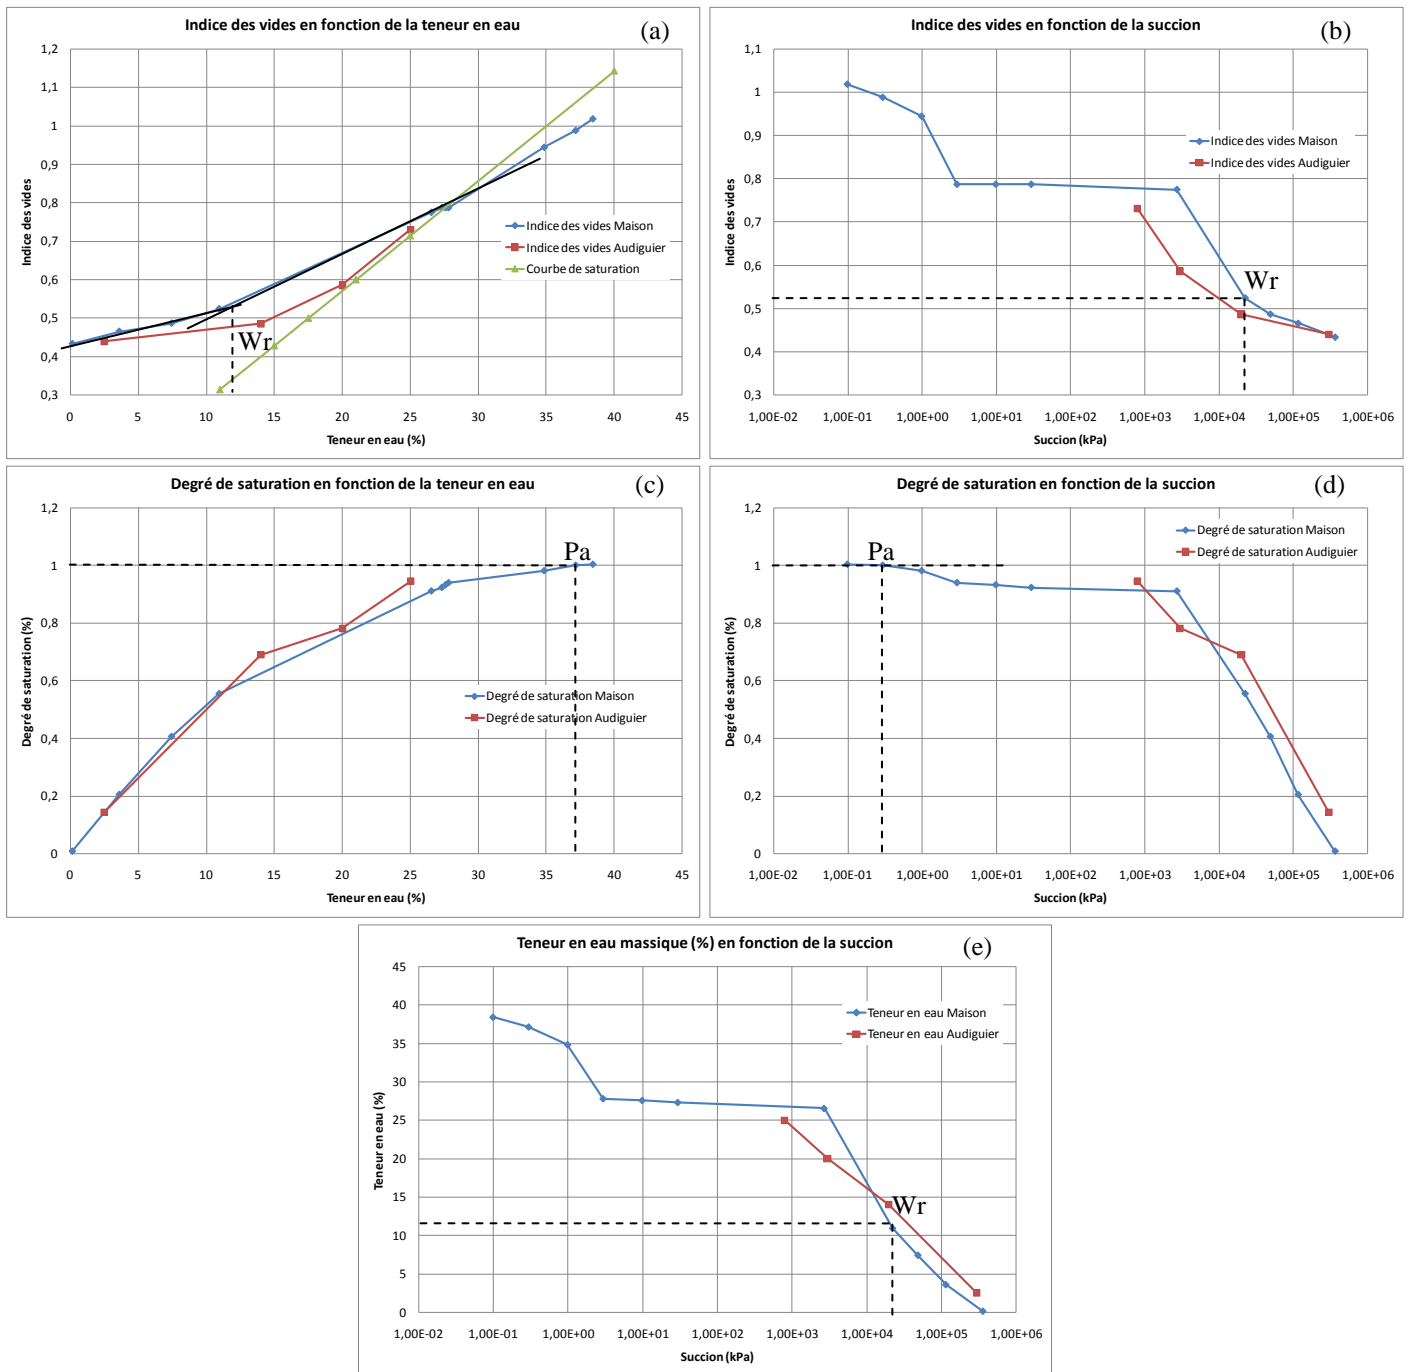 Indice des vides en fonction de la teneur en eau
(a)
1,2
1,1
1
0,9
0,8
0,7
0,6
0,5
0,4
0,3
Indice des vides
Indice des vides Maison
Indice des vides Audiguier
Courbe de saturation
Wr
0 5 10 15 20 25 30 35 40 45
Teneur en eau (%)
Indice des vides en fonction de la succion
(b)
1,1
1
0,9
0,8
0,7
0,6
0,5
0,4
0,3
Indice des vides
Indice des vides Maison
Indice des vides Audiguier
Wr
1,00E-02 1,00E-01 1,00E+00 1,00E+01 1,00E+02 1,00E+03 1,00E+04 1,00E+05 1,00E+06
Succion (kPa)
Degré de saturation en fonction de la teneur en eau
(c)
1,2
1
0,8
0,6
0,4
0,2
0
Degré de saturation (%)
Pa
Degré de saturation Maison
Degré de saturation Audiguier
0 5 10 15 20 25 30 35 40 45
Teneur en eau (%)
Degré de saturation en fonction de la succion
(d)
1,2
1
0,8
0,6
0,4
0,2
0
Degré de saturation (%)
Degré de saturation Maison
Degré de saturation Audiguier
Pa
1,00E-02 1,00E-01 1,00E+00 1,00E+01 1,00E+02 1,00E+03 1,00E+04 1,00E+05 1,00E+06
Succion (kPa)
Teneur en eau massique (%) en fonction de la succion
(e)
45
40
35
30
25
20
15
10
5
0
Teneur en eau (%)
Teneur en eau Maison
Teneur en eau Audiguier
Wr
1,00E-02 1,00E-01 1,00E+00 1,00E+01 1,00E+02 1,00E+03 1,00E+04 1,00E+05 1,00E+06
Succion (kPa)